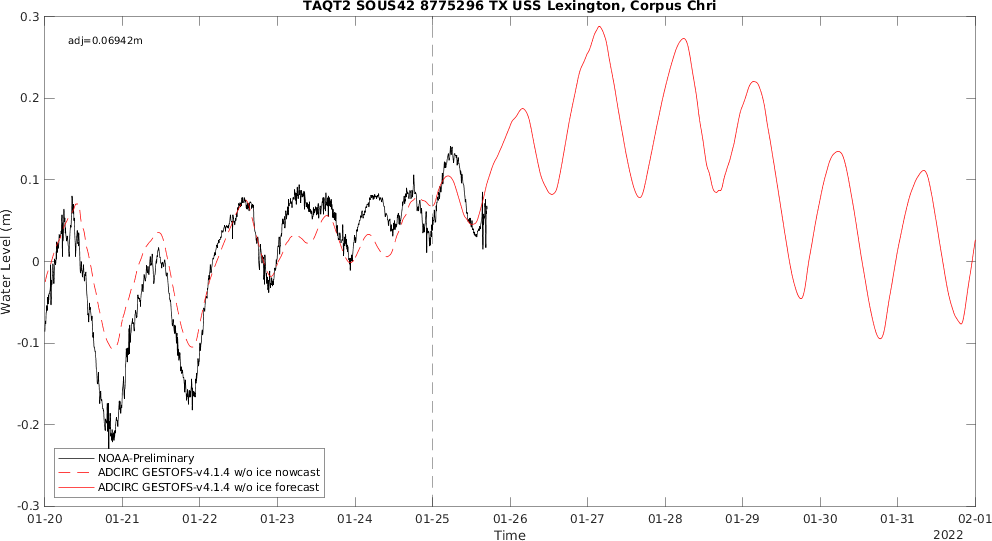 TAQT2 SOUS42 8775296 TX USS Lexington, Corpus Chri
adj=0.06942m
0.3
0.2
0.1
0
-0.1
-0.2
-0.3
Water Level (m)
NOAA-Preliminary
ADCIRC GESTOFS-v4.1.4 w/o ice nowcast
ADCIRC GESTOFS-v4.1.4 w/o ice forecast
01-20 01-21 01-22 01-23 01-24 01-25 01-26 01-27 01-28 01-29 01-30 01-31 02-01
Time
2022